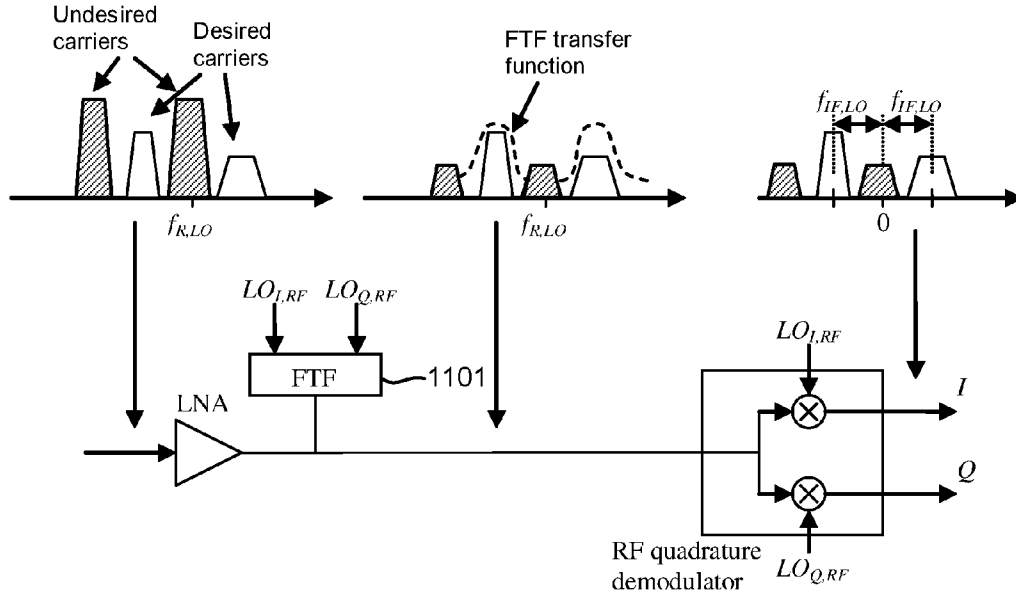 Undesired
carriers
Desired
carriers
FTF transfer
function
f_{IF,LO} f_{IF,LO}
f_{R,LO}
f_{R,LO}
0
LO_{I,RF} LO_{Q,RF}
FTF
1101
LNA
LO_{I,RF}
I
Q
RF quadrature
demodulator
LO_{Q,RF}